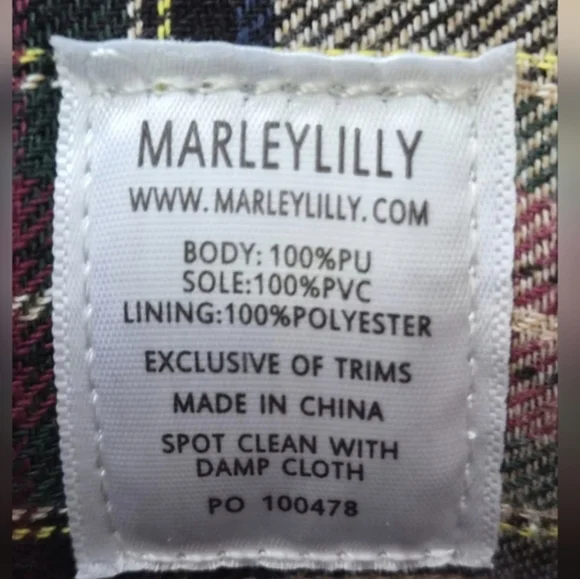 MARLEYLILLY
WWW.MARLEYLILLY.COM
BODY: 100%PU
SOLE:100%PVC
LINING:100%POLYESTER
EXCLUSIVE OF TRIMS
MADE IN CHINA
SPOT CLEAN WITH
DAMP CLOTH
PO 100478